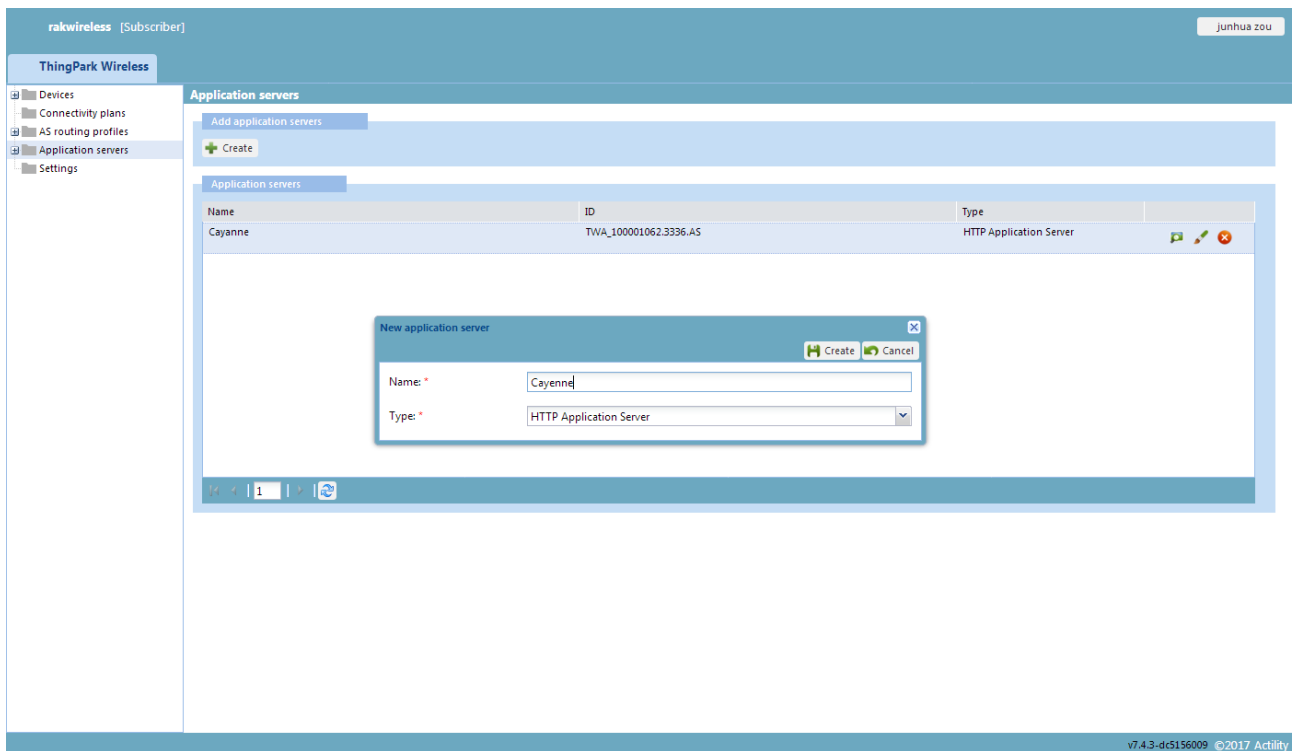 rakwireless [Subscriber]
junhua zou
ThingPark Wireless
Devices
Connectivity plans
AS routing profiles
Application servers
Settings
Application servers
Add application servers
Create
Application servers
Name ID Type
Cayanne TWA_100001062.3336.AS HTTP Application Server
New application server
Create Cancel
Name: * Cayenne
Type: * HTTP Application Server
1
v7.4.3-dc5156009 ©2017 Actility